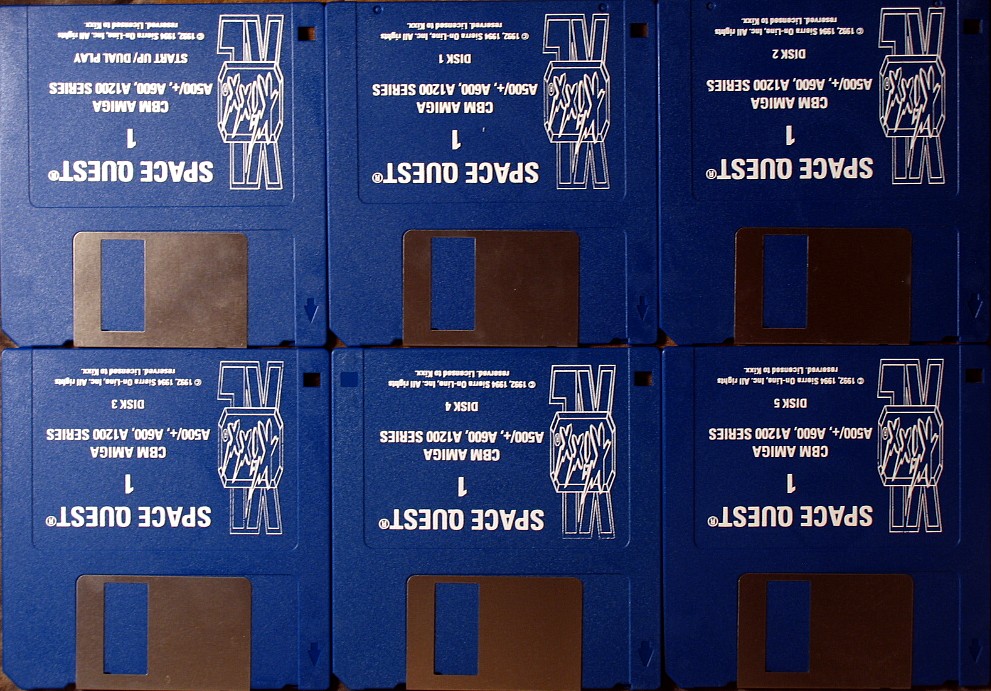 SPACE QUEST®
1
CBM AMIGA
A500/+, A600, A1200 SERIES
START UP/ DUAL PLAY
© 1992, 1994 Sierra On-Line, Inc. All rights
reserved. Licensed to Kixx.
SPACE QUEST®
1
CBM AMIGA
A500/+, A600, A1200 SERIES
DISK 1
© 1992, 1994 Sierra On-Line, Inc. All rights
reserved. Licensed to Kixx.
SPACE QUEST®
1
CBM AMIGA
A500/+, A600, A1200 SERIES
DISK 2
© 1992, 1994 Sierra On-Line, Inc. All rights
reserved. Licensed to Kixx.
SPACE QUEST®
1
CBM AMIGA
A500/+, A600, A1200 SERIES
DISK 3
© 1992, 1994 Sierra On-Line, Inc. All rights
reserved. Licensed to Kixx.
SPACE QUEST®
1
CBM AMIGA
A500/+, A600, A1200 SERIES
DISK 4
© 1992, 1994 Sierra On-Line, Inc. All rights
reserved. Licensed to Kixx.
SPACE QUEST®
1
CBM AMIGA
A500/+, A600, A1200 SERIES
DISK 5
© 1992, 1994 Sierra On-Line, Inc. All rights
reserved. Licensed to Kixx.